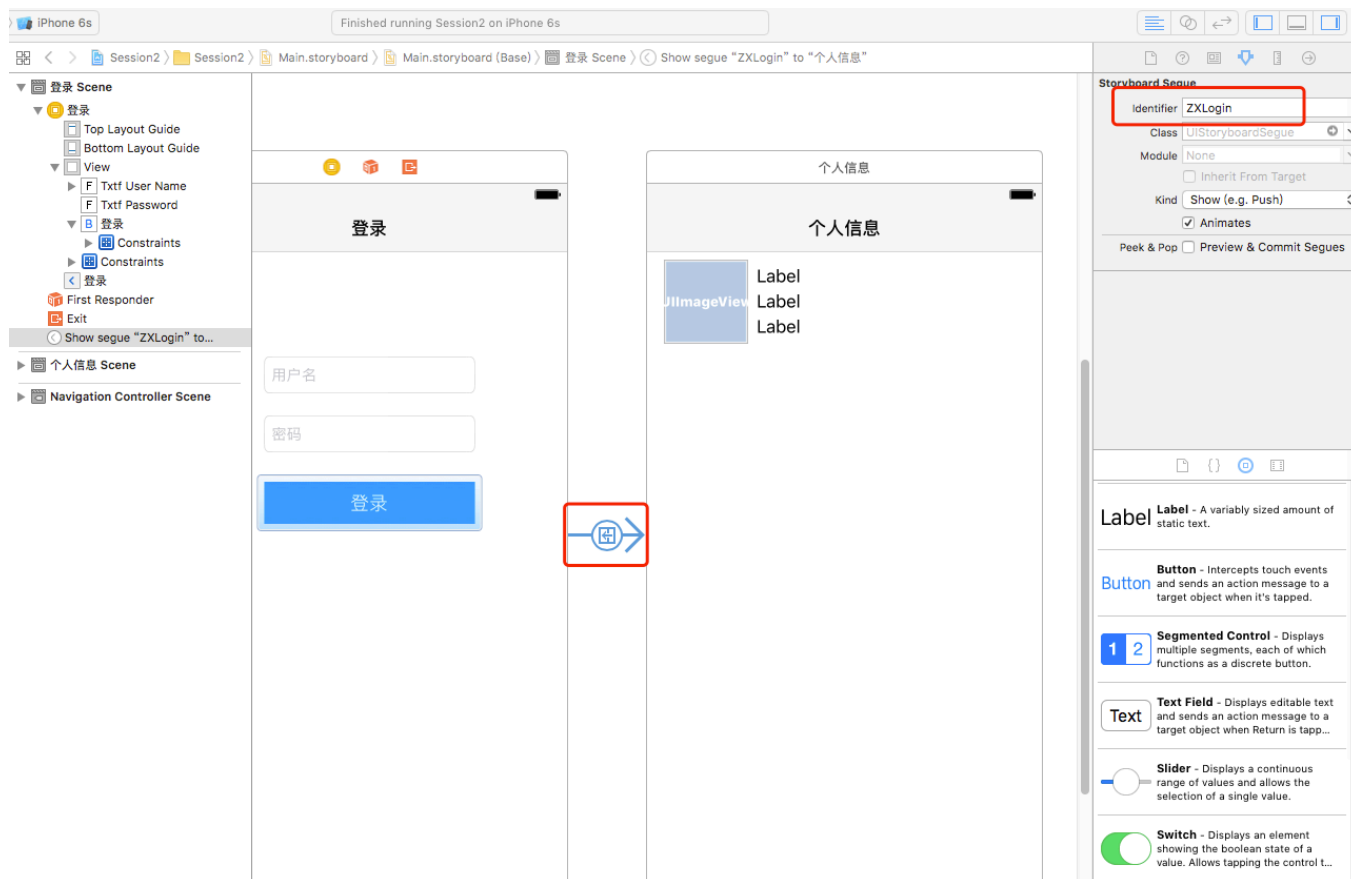 iPhone 6s
Finished running Session2 on iPhone 6s
Session2
Session2
Main.storyboard
Main.storyboard (Base)
登录 Scene
Show segue “ZXLogin” to “个人信息”
登录 Scene
登录
Top Layout Guide
Bottom Layout Guide
View
F Txtf User Name
F Txtf Password
B 登录
Constraints
Constraints
登录
First Responder
Exit
Show segue “ZXLogin” to...
个人信息 Scene
Navigation Controller Scene
登录
用户名
密码
登录
个人信息
个人信息
UIImageView
Label
Label
Label
Storyboard Segue
Identifier ZXLogin
Class UIStoryboardSegue
Module None
Inherit From Target
Kind Show (e.g. Push)
Animates
Peek & Pop Preview & Commit Segues
{}
Label
Label - A variably sized amount of
static text.
Button
Button - Intercepts touch events
and sends an action message to a
target object when it's tapped.
1 2
Segmented Control - Displays
multiple segments, each of which
functions as a discrete button.
Text
Text Field - Displays editable text
and sends an action message to a
target object when Return is tapp...
Slider - Displays a continuous
range of values and allows the
selection of a single value.
Switch - Displays an element
showing the boolean state of a
value. Allows tapping the control t...